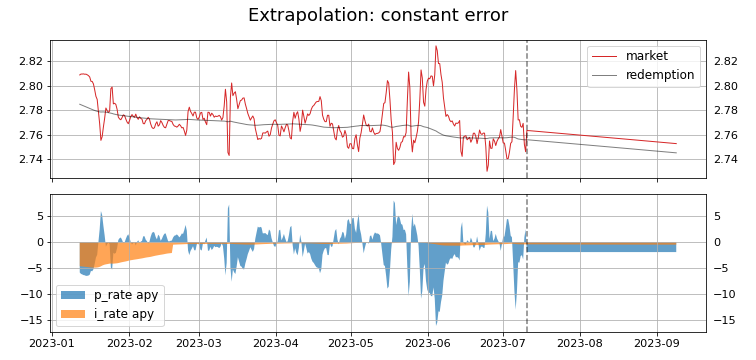 Extrapolation: constant error
2.82 2.82
2.80 2.80
2.78 2.78
2.76 2.76
2.74 2.74
market
redemption
5 5
0 0
−5 −5
−10 −10
−15 −15
p_rate apy
i_rate apy
2023-01 2023-02 2023-03 2023-04 2023-05 2023-06 2023-07 2023-08 2023-09